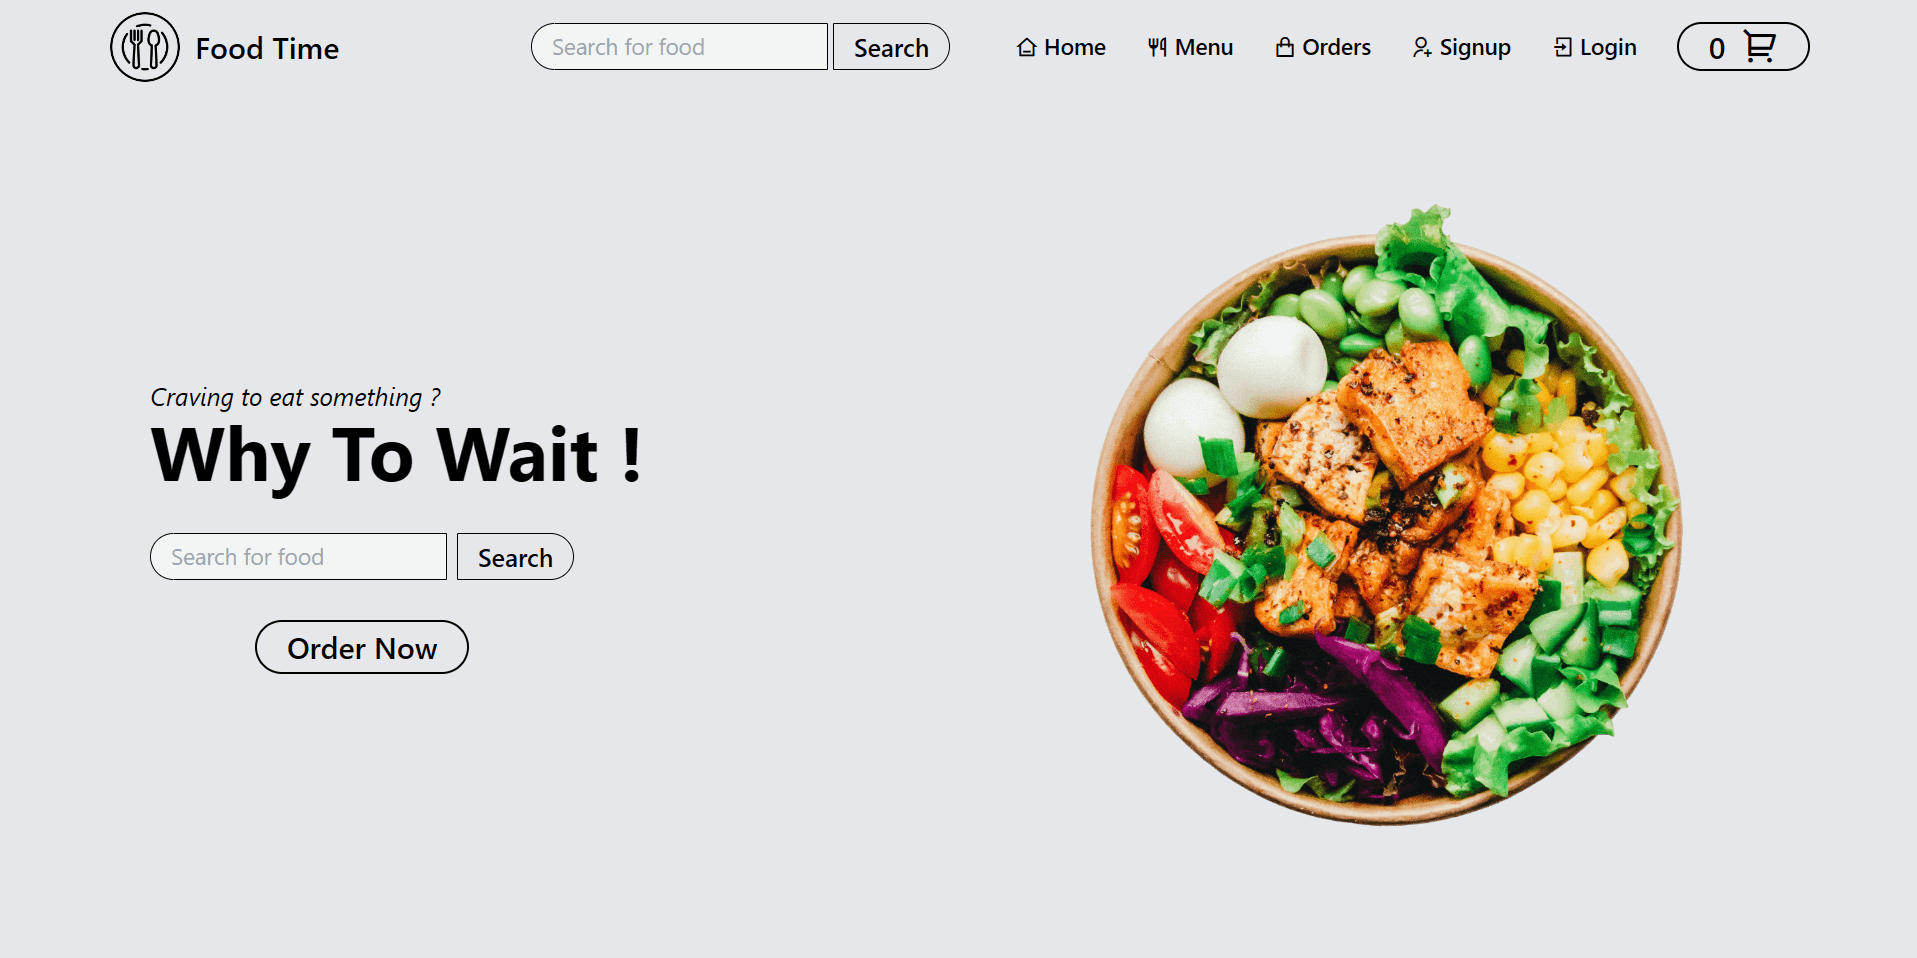 Food Time
Search for food
Search
Home
Menu
Orders
Signup
Login
0
Craving to eat something ?
Why To Wait !
Search for food
Search
Order Now